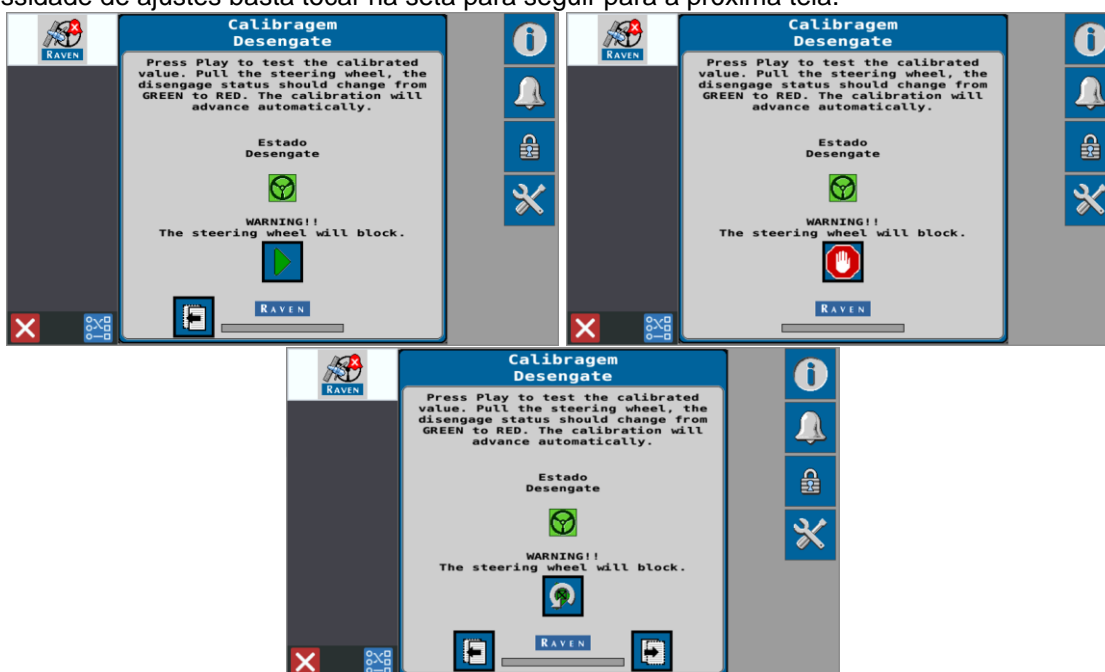 ssidade de ajustes basta tocar na seta para seguir para a próxima tela.
RAVEN
Calibragem
Desengate
Press Play to test the calibrated
value. Pull the steering wheel, the
disengage status should change from
GREEN to RED. The calibration will
advance automatically.
Estado
Desengate
WARNING!!
The steering wheel will block.
RAVEN
RAVEN
Calibragem
Desengate
Press Play to test the calibrated
value. Pull the steering wheel, the
disengage status should change from
GREEN to RED. The calibration will
advance automatically.
Estado
Desengate
WARNING!!
The steering wheel will block.
RAVEN
RAVEN
Calibragem
Desengate
Press Play to test the calibrated
value. Pull the steering wheel, the
disengage status should change from
GREEN to RED. The calibration will
advance automatically.
Estado
Desengate
WARNING!!
The steering wheel will block.
RAVEN